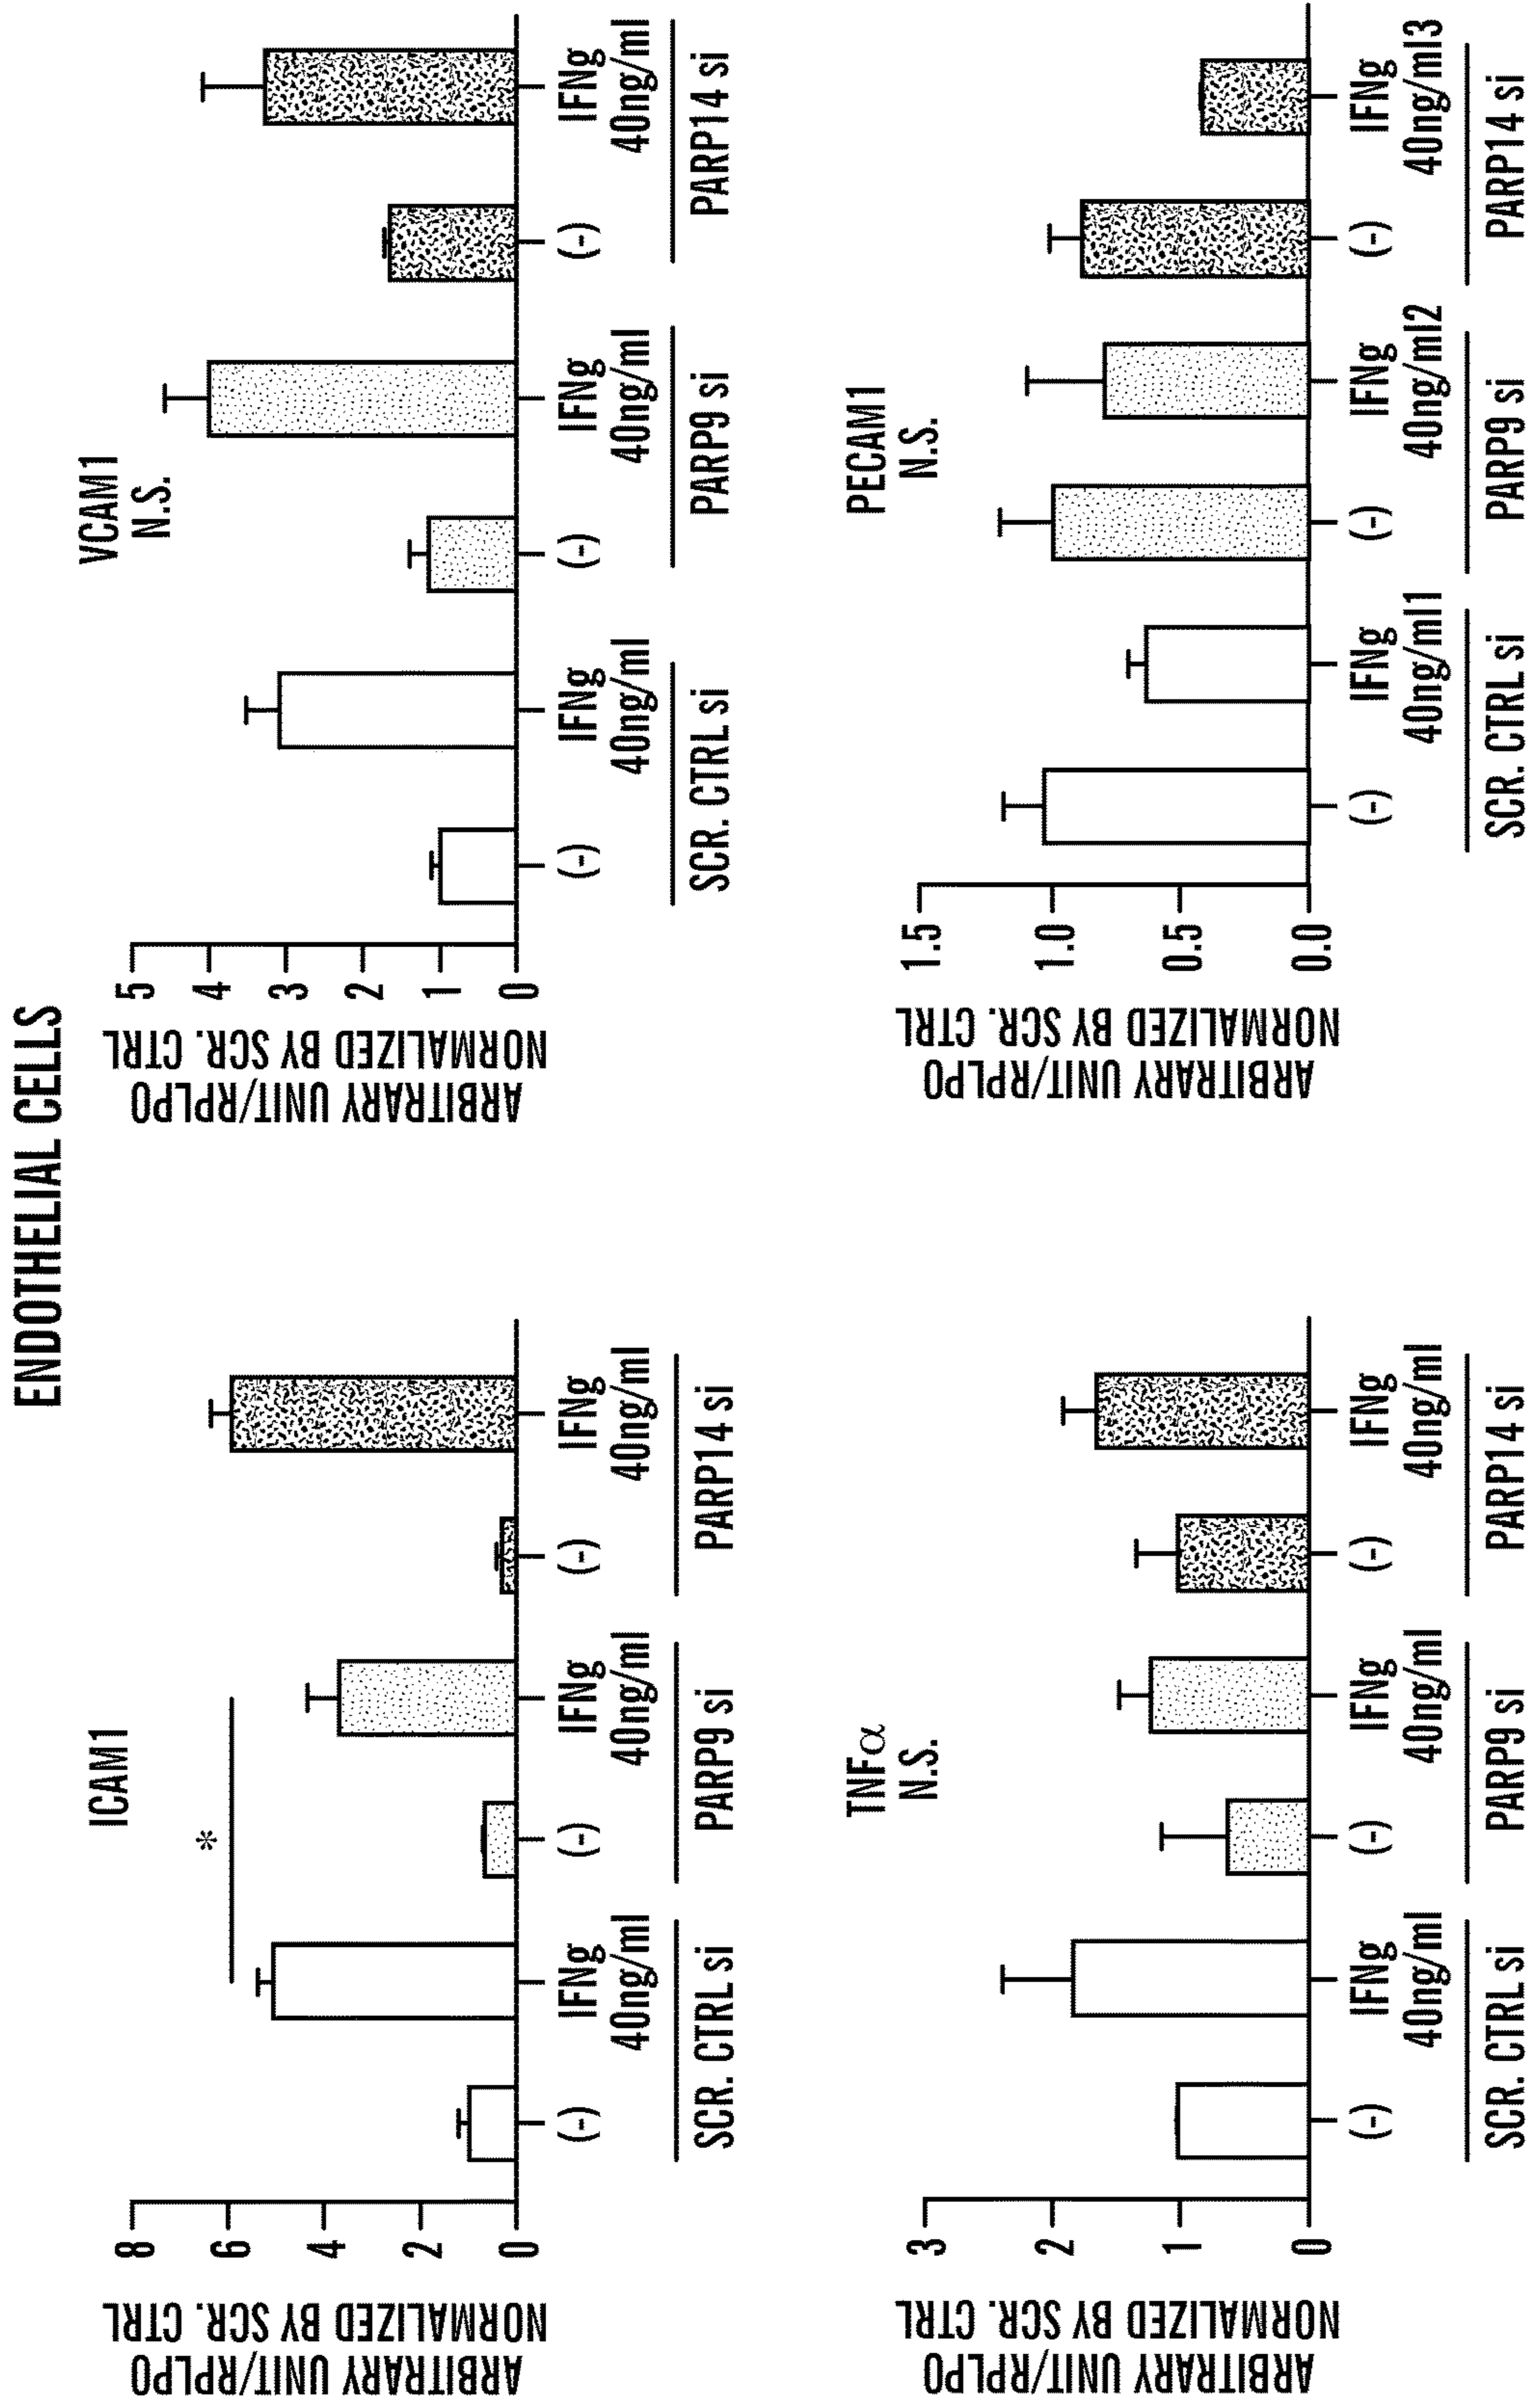 ENDOTHELIAL CELLS
ICAM1
*
ARBITRARY UNIT/RPLPO
NORMALIZED BY SCR. CTRL
8
6
4
2
0
(-)
IFNg
40ng/ml
(-)
IFNg
40ng/ml
(-)
IFNg
40ng/ml
SCR. CTRL si
PARP9 si
PARP14 si
VCAM1
N.S.
ARBITRARY UNIT/RPLPO
NORMALIZED BY SCR. CTRL
5
4
3
2
1
0
(-)
IFNg
40ng/ml
(-)
IFNg
40ng/ml
(-)
IFNg
40ng/ml
SCR. CTRL si
PARP9 si
PARP14 si
TNFα
N.S.
ARBITRARY UNIT/RPLPO
NORMALIZED BY SCR. CTRL
3
2
1
0
(-)
IFNg
40ng/ml
(-)
IFNg
40ng/ml
(-)
IFNg
40ng/ml
SCR. CTRL si
PARP9 si
PARP14 si
PECAM1
N.S.
ARBITRARY UNIT/RPLPO
NORMALIZED BY SCR. CTRL
1.5
1.0
0.5
0.0
(-)
IFNg
40ng/ml1
(-)
IFNg
40ng/ml2
(-)
IFNg
40ng/ml3
SCR. CTRL si
PARP9 si
PARP14 si